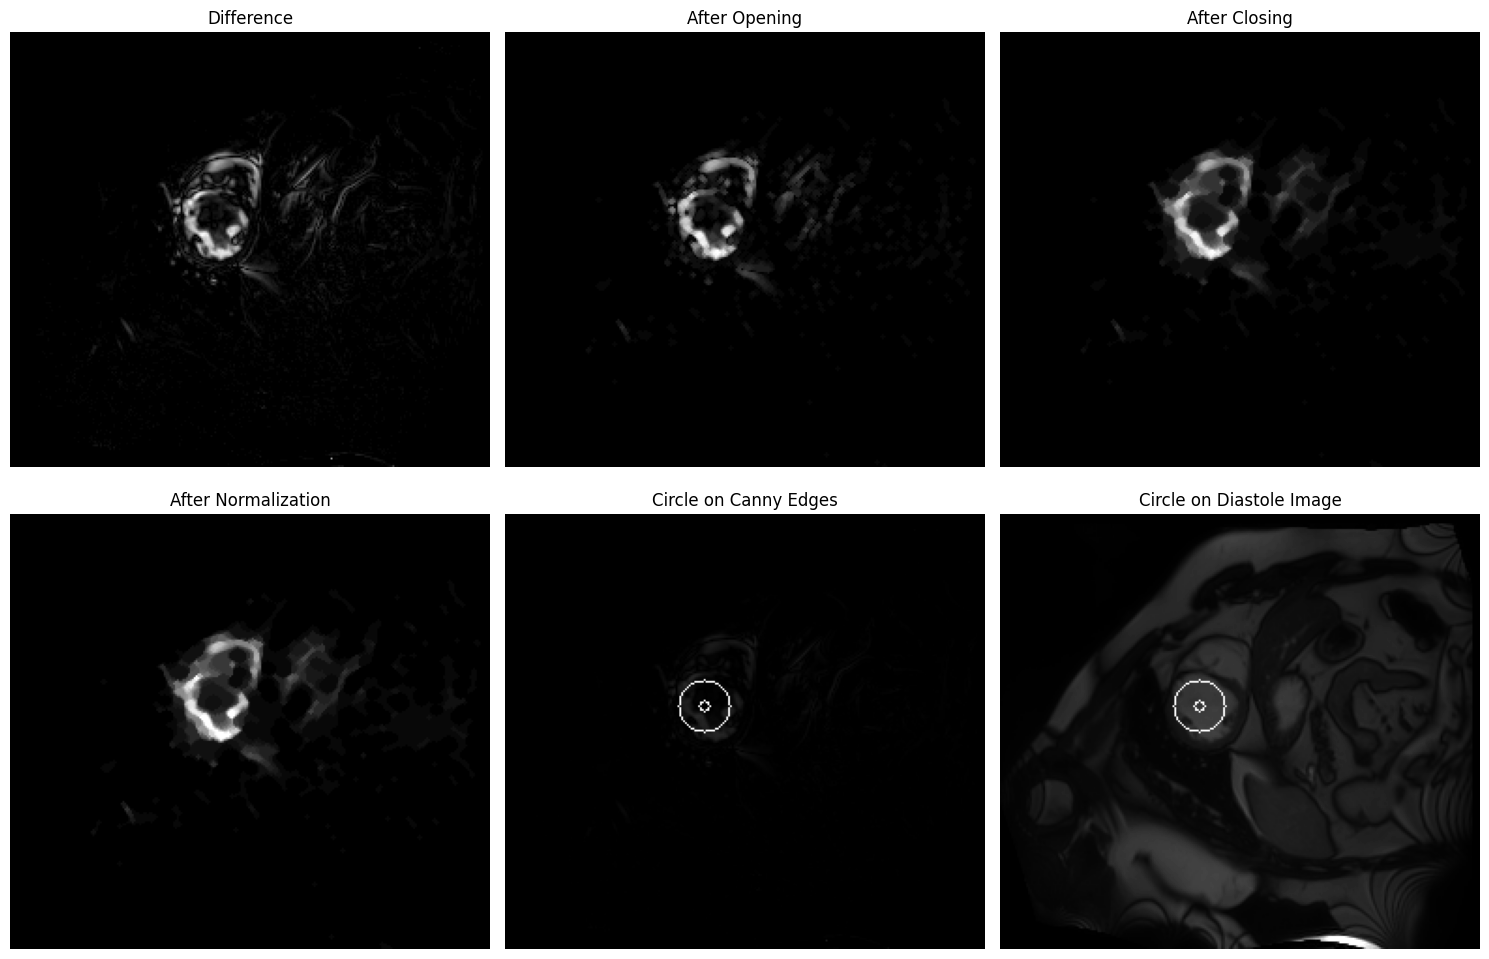 Difference
After Opening
After Closing
After Normalization
Circle on Canny Edges
Circle on Diastole Image